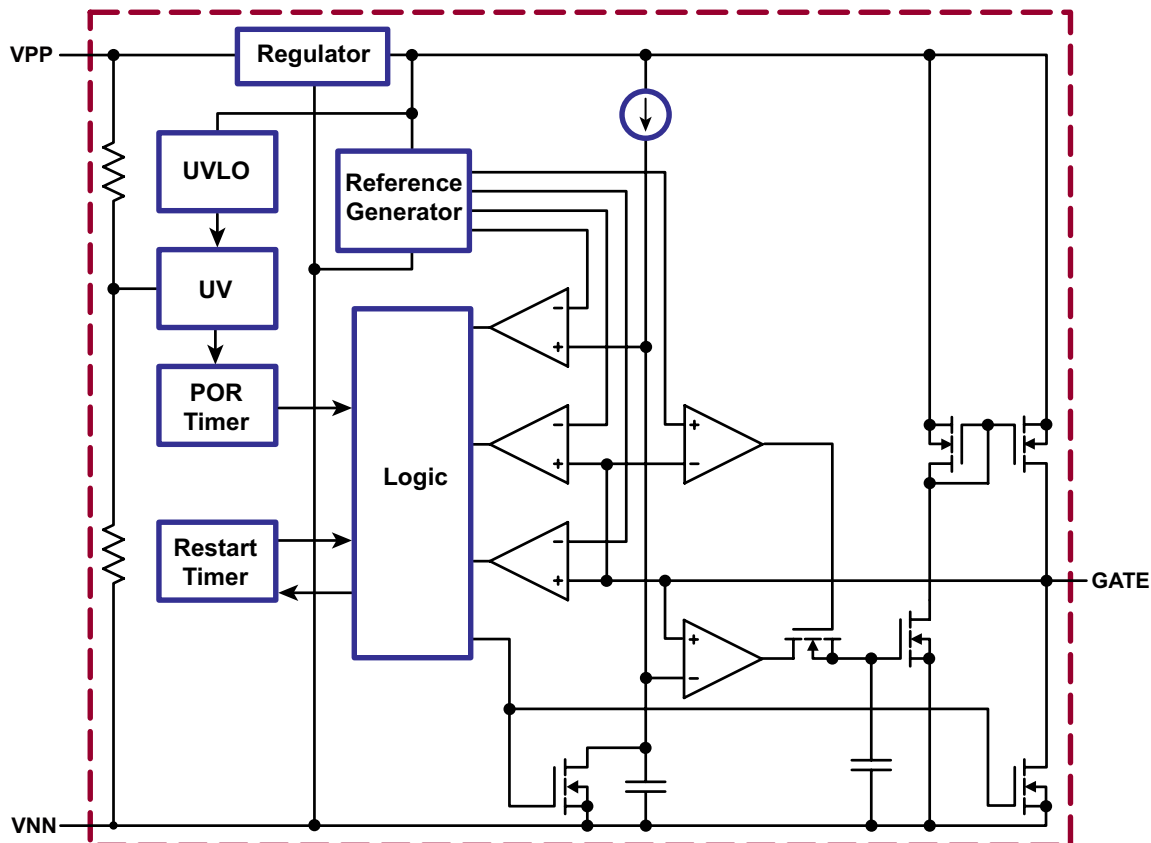 VPP
Regulator
UVLO
Reference
Generator
UV
–
+
POR
Timer
–
+
+
–
Logic
Restart
Timer
–
+
GATE
+
–
VNN